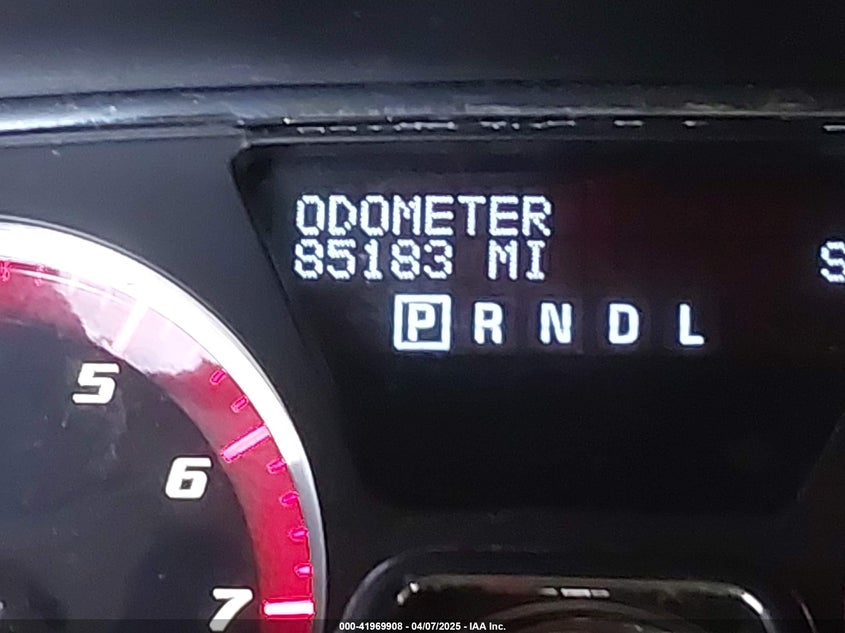 ODOMETER
85183 MI
S
P R N D L
5
6
7
000-41969908 - 04/07/2025 - IAA Inc.